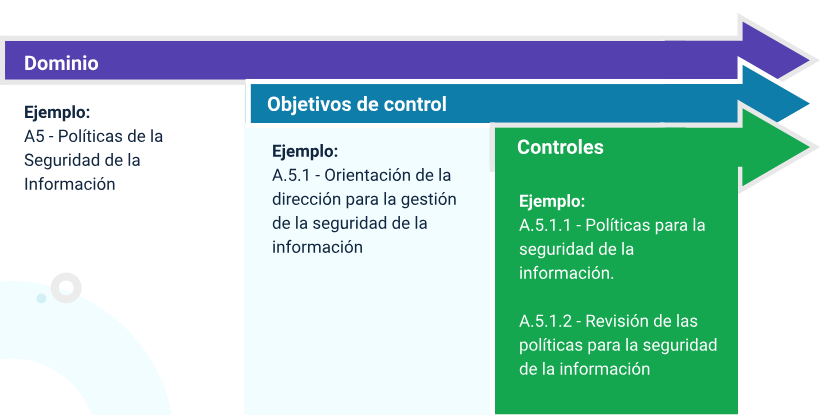 Dominio
Ejemplo:
A5 - Políticas de la
Seguridad de la
Información
Objetivos de control
Ejemplo:
A.5.1 - Orientación de la
dirección para la gestión
de la seguridad de la
información
Controles
Ejemplo:
A.5.1.1 - Políticas para la
seguridad de la
información.
A.5.1.2 - Revisión de las
políticas para la seguridad
de la información